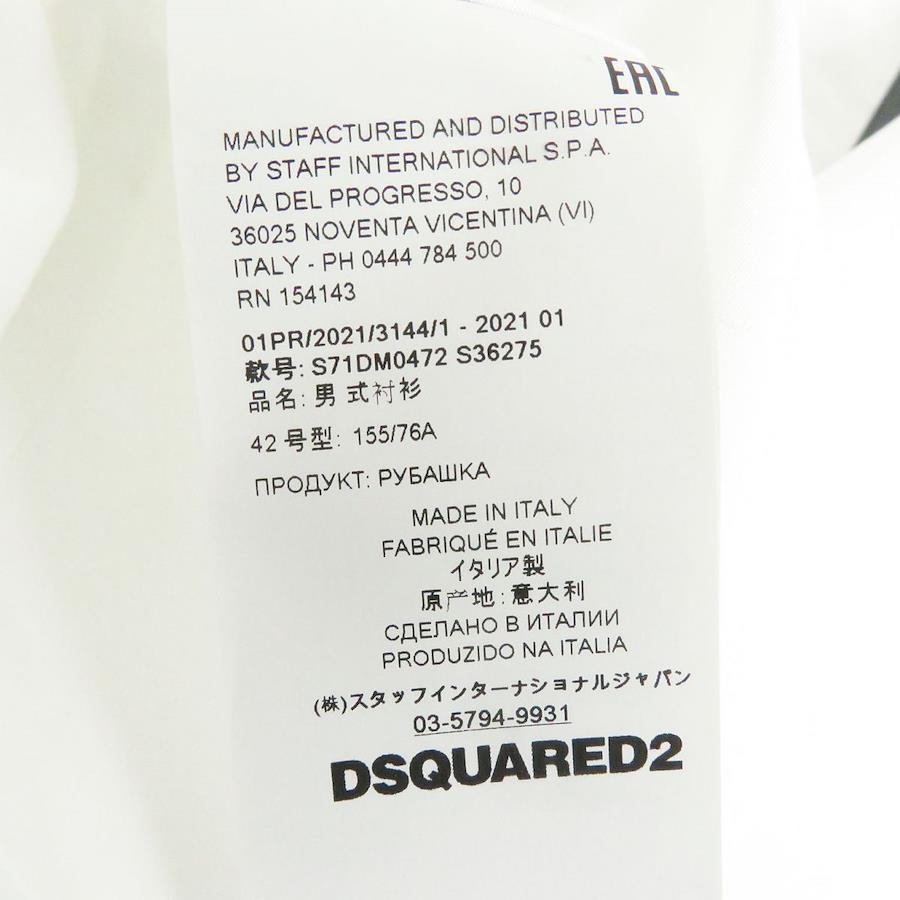 EAC
MANUFACTURED AND DISTRIBUTED
BY STAFF INTERNATIONAL S.P.A.
VIA DEL PROGRESSO, 10
36025 NOVENTA VICENTINA (VI)
ITALY - PH 0444 784 500
RN 154143
01PR/2021/3144/1 - 2021 01
款号: S71DM0472 S36275
品名: 男式衬衫
42 号型: 155/76A
ПРОДУКТ: РУБАШКА
MADE IN ITALY
FABRIQUÉ EN ITALIE
イタリア製
原产地: 意大利
СДЕЛАНО В ИТАЛИИ
PRODUZIDO NA ITALIA
(株)スタッフインターナショナルジャパン
03-5794-9931
DSQUARED2